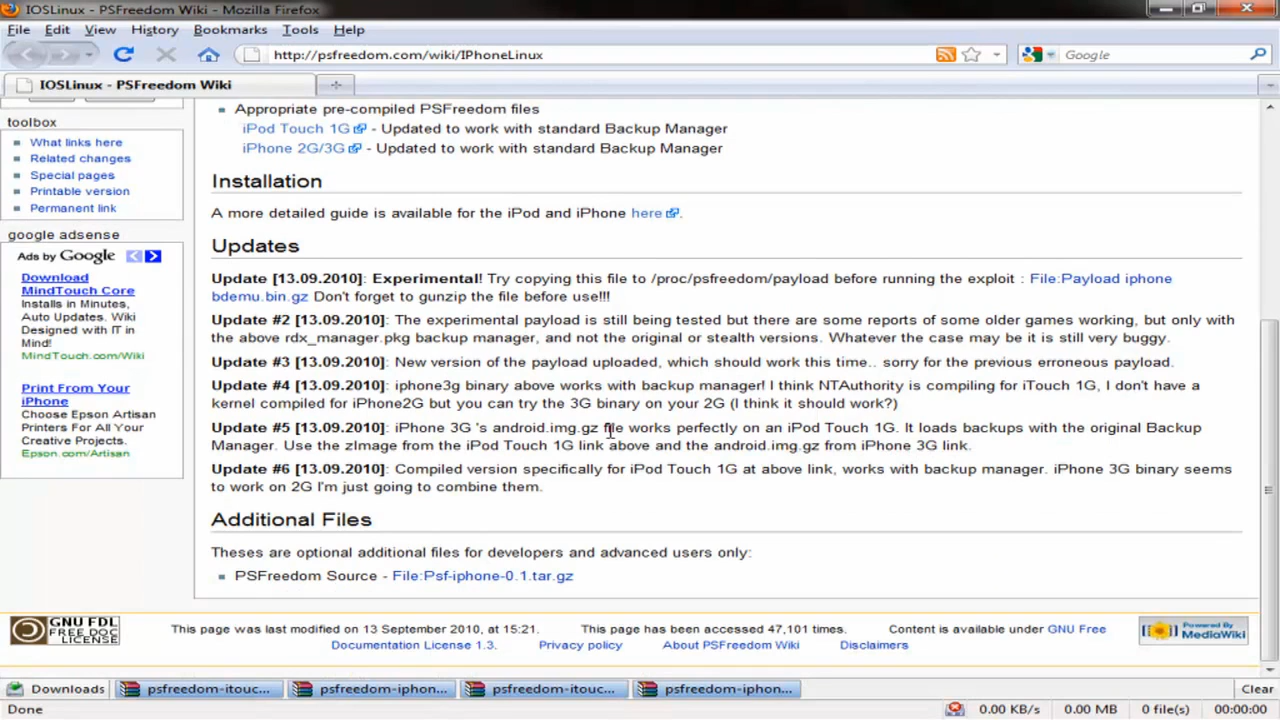 IOSLinux - PSFreedom Wiki - Mozilla Firefox
File Edit View History Bookmarks Tools Help
http://psfreedom.com/wiki/IPhoneLinux
Google
IOSLinux - PSFreedom Wiki
toolbox
What links here
Related changes
Special pages
Printable version
Permanent link
google adsense
Ads by Google
Download
MindTouch Core
Installs in Minutes,
Auto Updates. Wiki
Designed with IT in
Mind!
MindTouch.com/Wiki
Print From Your
iPhone
Choose Epson Artisan
Printers For All Your
Creative Projects.
Epson.com/Artisan
Appropriate pre-compiled PSFreedom files
iPod Touch 1G - Updated to work with standard Backup Manager
iPhone 2G/3G - Updated to work with standard Backup Manager
Installation
A more detailed guide is available for the iPod and iPhone here.
Updates
Update [13.09.2010]: Experimental! Try copying this file to /proc/psfreedom/payload before running the exploit : File:Payload iphone
bdemu.bin.gz Don't forget to gunzip the file before use!!!
Update #2 [13.09.2010]: The experimental payload is still being tested but there are some reports of some older games working, but only with
the above rdx_manager.pkg backup manager, and not the original or stealth versions. Whatever the case may be it is still very buggy.
Update #3 [13.09.2010]: New version of the payload uploaded, which should work this time.. sorry for the previous erroneous payload.
Update #4 [13.09.2010]: iphone3g binary above works with backup manager! I think NTAuthority is compiling for iTouch 1G, I don't have a
kernel compiled for iPhone2G but you can try the 3G binary on your 2G (I think it should work?)
Update #5 [13.09.2010]: iPhone 3G 's android.img.gz file works perfectly on an iPod Touch 1G. It loads backups with the original Backup
Manager. Use the zImage from the iPod Touch 1G link above and the android.img.gz from iPhone 3G link.
Update #6 [13.09.2010]: Compiled version specifically for iPod Touch 1G at above link, works with backup manager. iPhone 3G binary seems
to work on 2G I'm just going to combine them.
Additional Files
Theses are optional additional files for developers and advanced users only:
PSFreedom Source - File:Psf-iphone-0.1.tar.gz
GNU FDL
FREE DOC
LICENSE
This page was last modified on 13 September 2010, at 15:21. This page has been accessed 47,101 times. Content is available under GNU Free
Documentation License 1.3. Privacy policy About PSFreedom Wiki Disclaimers
Powered By
MediaWiki
Downloads psfreedom-itouc... psfreedom-iphon... psfreedom-itouc... psfreedom-iphon... Clear
Done 0.00 KB/s 0.00 MB 0 file(s) 00:00:00